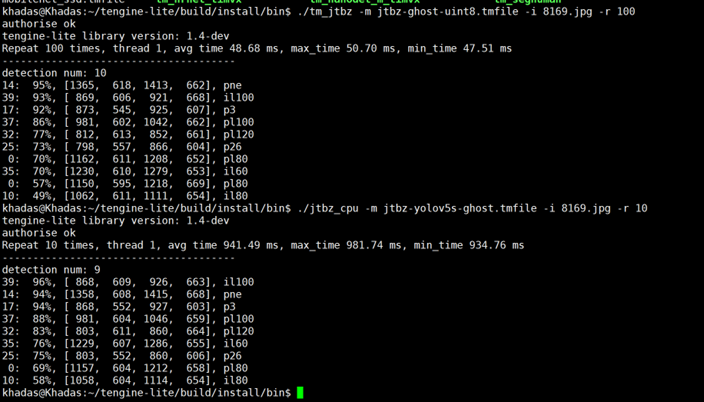 khadas@Khadas:~/tengine-lite/build/install/bin$ ./tm_jtbz -m jtbz-ghost-uint8.tmfile -i 8169.jpg -r 100
authorise ok
tengine-lite library version: 1.4-dev
Repeat 100 times, thread 1, avg time 48.68 ms, max_time 50.70 ms, min_time 47.51 ms
--------------------------------------
detection num: 10
14:  95%, [1365,  618, 1413,  662], pne
39:  93%, [ 869,  606,  921,  668], il100
17:  92%, [ 873,  545,  925,  607], p3
37:  86%, [ 981,  602, 1042,  662], pl100
32:  77%, [ 812,  613,  852,  661], pl120
25:  73%, [ 798,  557,  866,  604], p26
 0:  70%, [1162,  611, 1208,  652], pl80
35:  70%, [1230,  610, 1279,  653], il60
 0:  57%, [1150,  595, 1218,  669], pl80
10:  49%, [1062,  611, 1111,  654], il80
khadas@Khadas:~/tengine-lite/build/install/bin$ ./jtbz_cpu -m jtbz-yolov5s-ghost.tmfile -i 8169.jpg -r 10
tengine-lite library version: 1.4-dev
authorise ok
Repeat 10 times, thread 1, avg time 941.49 ms, max_time 981.74 ms, min_time 934.76 ms
--------------------------------------
detection num: 9
39:  96%, [ 868,  609,  926,  663], il100
14:  94%, [1358,  608, 1415,  668], pne
17:  94%, [ 868,  552,  927,  603], p3
37:  88%, [ 981,  604, 1046,  659], pl100
32:  83%, [ 803,  611,  860,  664], pl120
35:  76%, [1229,  607, 1286,  655], il60
25:  75%, [ 803,  552,  860,  606], p26
 0:  69%, [1157,  604, 1212,  658], pl80
10:  58%, [1058,  604, 1114,  654], il80
khadas@Khadas:~/tengine-lite/build/install/bin$